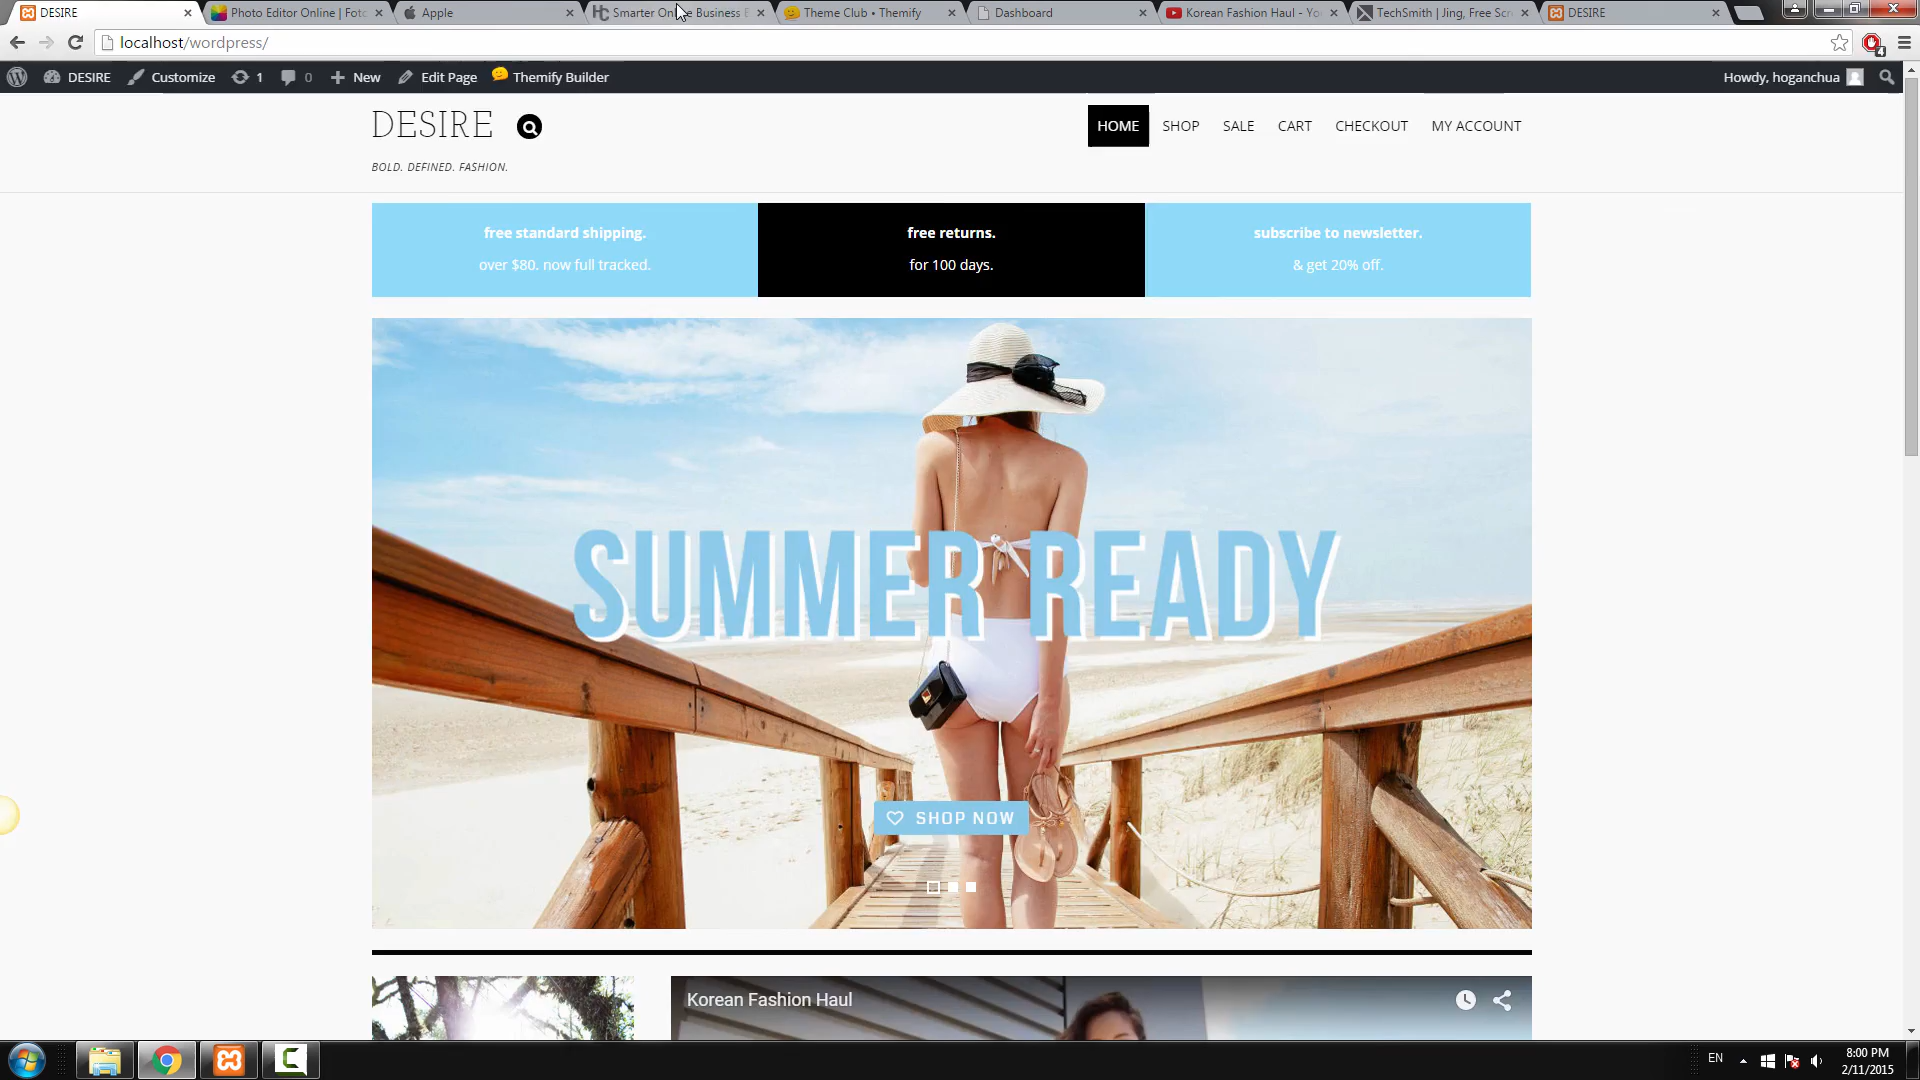 DESIRE
Photo Editor Online | Foto
Apple
Smarter Online Business B
Theme Club • Themify
Dashboard
Korean Fashion Haul - Yo
TechSmith | Jing, Free Scr
DESIRE
localhost/wordpress/
4
DESIRE
Customize
1
0
New
Edit Page
Themify Builder
Howdy, hoganchua
DESIRE
HOME
SHOP
SALE
CART
CHECKOUT
MY ACCOUNT
BOLD. DEFINED. FASHION.
free standard shipping.
over $80. now full tracked.
free returns.
for 100 days.
subscribe to newsletter.
& get 20% off.
SUMMER READY
SHOP NOW
Korean Fashion Haul
EN
8:00 PM
2/11/2015